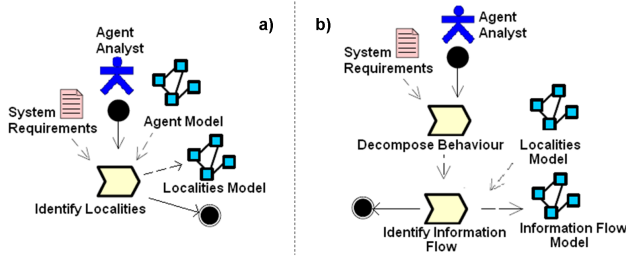 a)
Agent
Analyst
System
Requirements
Agent Model
Localities Model
Identify Localities
b)
Agent
Analyst
System
Requirements
Decompose Behaviour
Localities
Model
Identify Information
Flow
Information Flow
Model